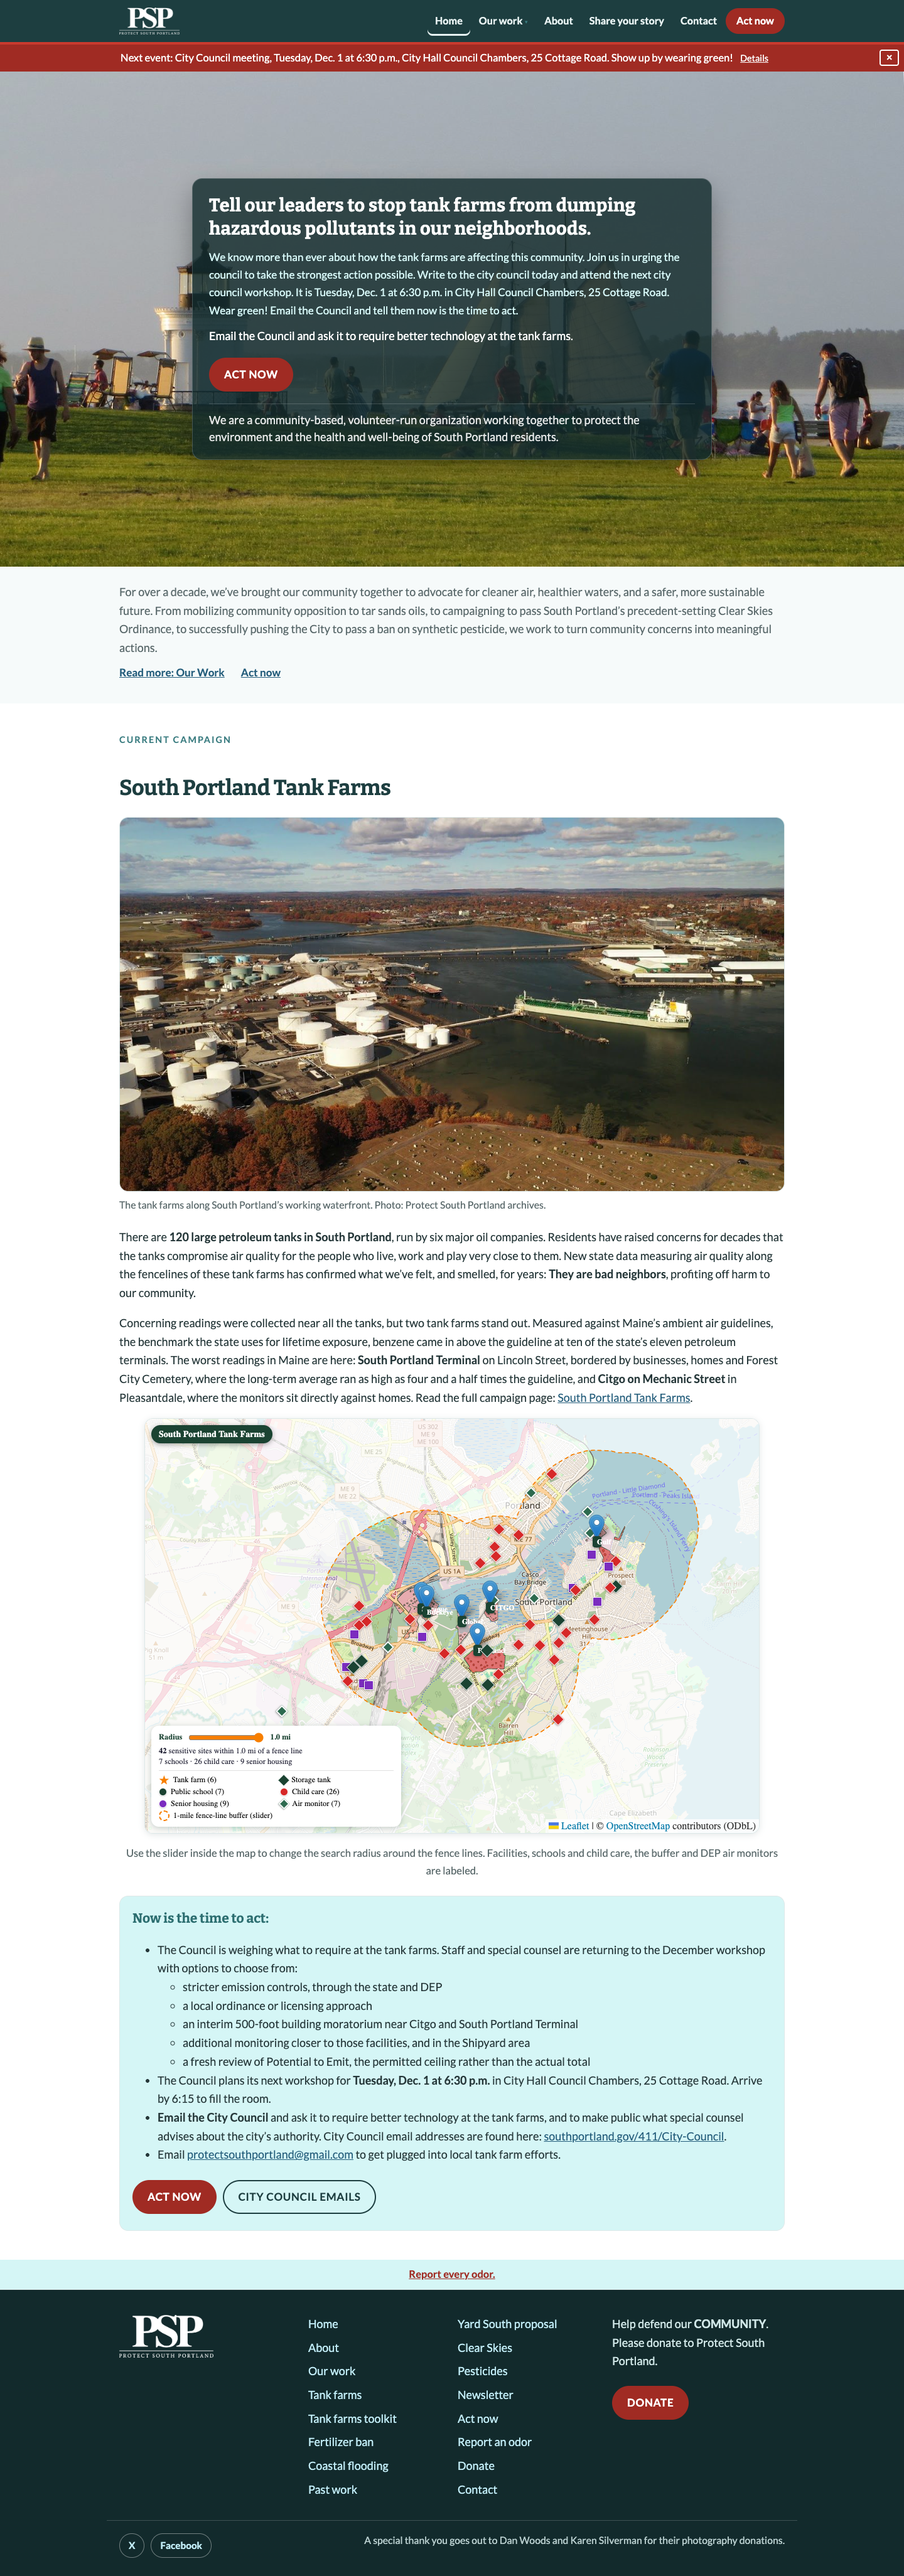 PSP
PROTECT SOUTH PORTLAND
Home
Our work
About
Share your story
Contact
Act now
Next event: City Council meeting, Tuesday, Dec. 1 at 6:30 p.m., City Hall Council Chambers, 25 Cottage Road. Show up by wearing green! Details
×
Tell our leaders to stop tank farms from dumping
hazardous pollutants in our neighborhoods.
We know more than ever about how the tank farms are affecting this community. Join us in urging the
council to take the strongest action possible. Write to the city council today and attend the next city
council workshop. It is Tuesday, Dec. 1 at 6:30 p.m. in City Hall Council Chambers, 25 Cottage Road.
Wear green! Email the Council and tell them now is the time to act.
Email the Council and ask it to require better technology at the tank farms.
ACT NOW
We are a community-based, volunteer-run organization working together to protect the
environment and the health and well-being of South Portland residents.
For over a decade, we've brought our community together to advocate for cleaner air, healthier waters, and a safer, more sustainable
future. From mobilizing community opposition to tar sands oils, to campaigning to pass South Portland's precedent-setting Clear Skies
Ordinance, to successfully pushing the City to pass a ban on synthetic pesticide, we work to turn community concerns into meaningful
actions.
Read more: Our Work
Act now
CURRENT CAMPAIGN
South Portland Tank Farms
The tank farms along South Portland's working waterfront. Photo: Protect South Portland archives.
There are 120 large petroleum tanks in South Portland, run by six major oil companies. Residents have raised concerns for decades that
the tanks compromise air quality for the people who live, work and play very close to them. New state data measuring air quality along
the fencelines of these tank farms has confirmed what we've felt, and smelled, for years: They are bad neighbors, profiting off harm to
our community.
Concerning readings were collected near all the tanks, but two tank farms stand out. Measured against Maine's ambient air guidelines,
the benchmark the state uses for lifetime exposure, benzene came in above the guideline at ten of the state's eleven petroleum
terminals. The worst readings in Maine are here: South Portland Terminal on Lincoln Street, bordered by businesses, homes and Forest
City Cemetery, where the long-term average ran as high as four and a half times the guideline, and Citgo on Mechanic Street in
Pleasantdale, where the monitors sit directly against homes. Read the full campaign page: South Portland Tank Farms.
South Portland Tank Farms
US 302
ME 9
ME 100
ME 25
ME 9
ME 22
Portland
Portland - Little Diamond
Portland - Peaks Isla
US 1A
ME 77
Casco
Bay Bridge
Prospect
CITGO
South Portland
ME 9
Meetinghouse
Hill
Broadway
Barren
Hill
Cape Elizabeth
Radius
1.0 mi
42 sensitive sites within 1.0 mi of a fence line
7 schools · 26 child care · 9 senior housing
Tank farm (6)
Storage tank
Public school (7)
Child care (26)
Senior housing (9)
Air monitor (7)
1-mile fence-line buffer (slider)
Leaflet | © OpenStreetMap contributors (ODbL)
Use the slider inside the map to change the search radius around the fence lines. Facilities, schools and child care, the buffer and DEP air monitors
are labeled.
Now is the time to act:
• The Council is weighing what to require at the tank farms. Staff and special counsel are returning to the December workshop
with options to choose from:
◦ stricter emission controls, through the state and DEP
◦ a local ordinance or licensing approach
◦ an interim 500-foot building moratorium near Citgo and South Portland Terminal
◦ additional monitoring closer to those facilities, and in the Shipyard area
◦ a fresh review of Potential to Emit, the permitted ceiling rather than the actual total
• The Council plans its next workshop for Tuesday, Dec. 1 at 6:30 p.m. in City Hall Council Chambers, 25 Cottage Road. Arrive
by 6:15 to fill the room.
• Email the City Council and ask it to require better technology at the tank farms, and to make public what special counsel
advises about the city's authority. City Council email addresses are found here: southportland.gov/411/City-Council.
• Email protectsouthportland@gmail.com to get plugged into local tank farm efforts.
ACT NOW
CITY COUNCIL EMAILS
Report every odor.
PSP
PROTECT SOUTH PORTLAND
Home
About
Our work
Tank farms
Tank farms toolkit
Fertilizer ban
Coastal flooding
Past work
Yard South proposal
Clear Skies
Pesticides
Newsletter
Act now
Report an odor
Donate
Contact
Help defend our COMMUNITY.
Please donate to Protect South
Portland.
DONATE
X
Facebook
A special thank you goes out to Dan Woods and Karen Silverman for their photography donations.